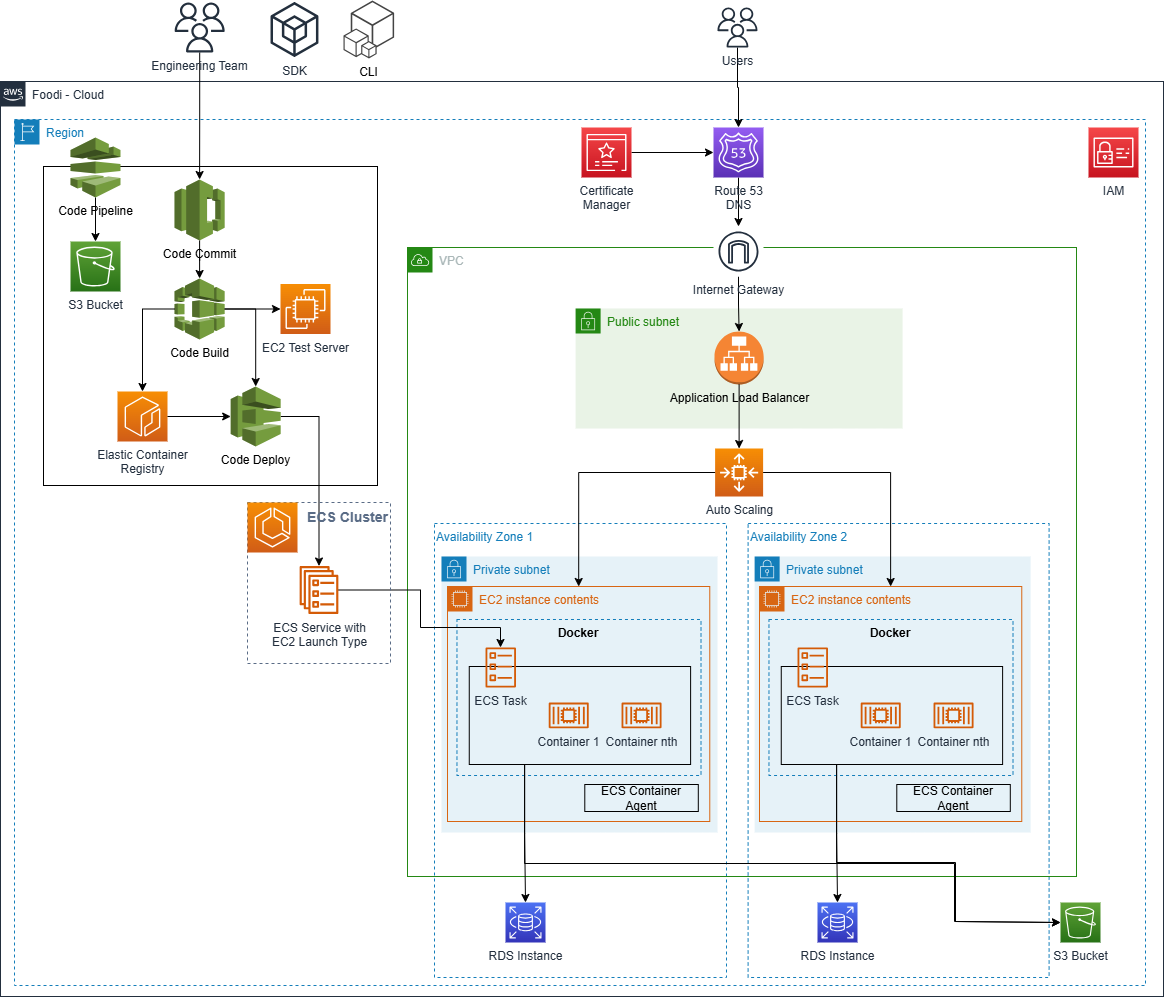 Engineering Team
SDK
CLI
Users
aws
Foodi - Cloud
Region
Code Pipeline
S3 Bucket
Code Commit
Code Build
EC2 Test Server
Elastic Container
Registry
Code Deploy
Certificate
Manager
53
Route 53
DNS
IAM
VPC
Internet Gateway
Public subnet
Application Load Balancer
Auto Scaling
ECS Cluster
ECS Service with
EC2 Launch Type
Availability Zone 1
Private subnet
EC2 instance contents
Docker
ECS Task
Container 1
Container nth
ECS Container
Agent
RDS Instance
Availability Zone 2
Private subnet
EC2 instance contents
Docker
ECS Task
Container 1
Container nth
ECS Container
Agent
RDS Instance
S3 Bucket